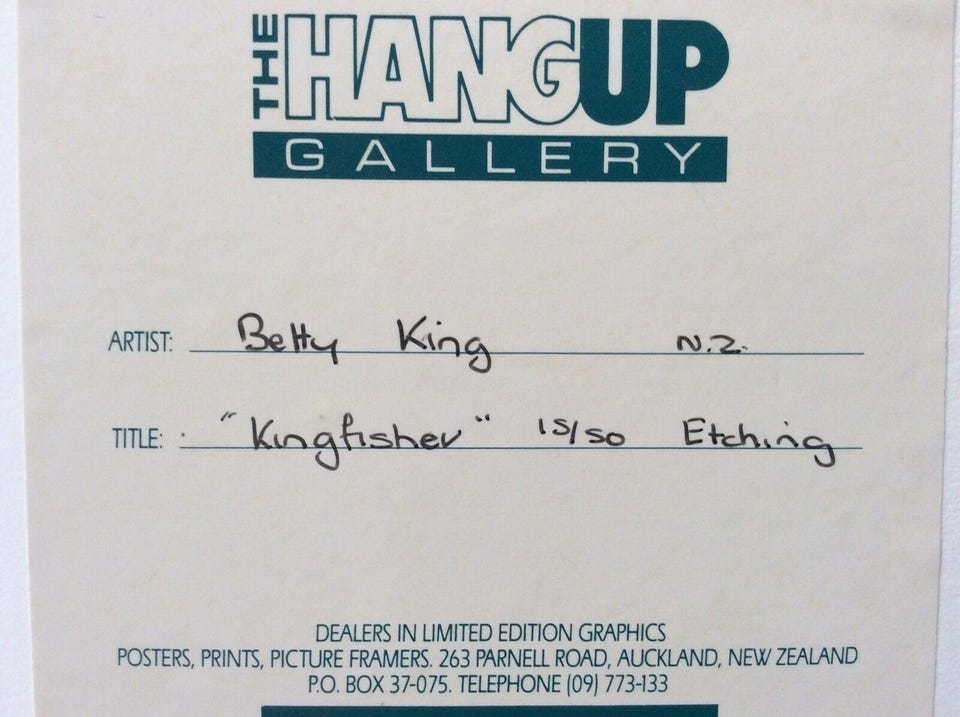 THE HANGUP
GALLERY
ARTIST: Betty King N.Z.
TITLE: "Kingfisher" 15/50 Etching
DEALERS IN LIMITED EDITION GRAPHICS
POSTERS, PRINTS, PICTURE FRAMERS. 263 PARNELL ROAD, AUCKLAND, NEW ZEALAND
P.O. BOX 37-075. TELEPHONE (09) 773-133